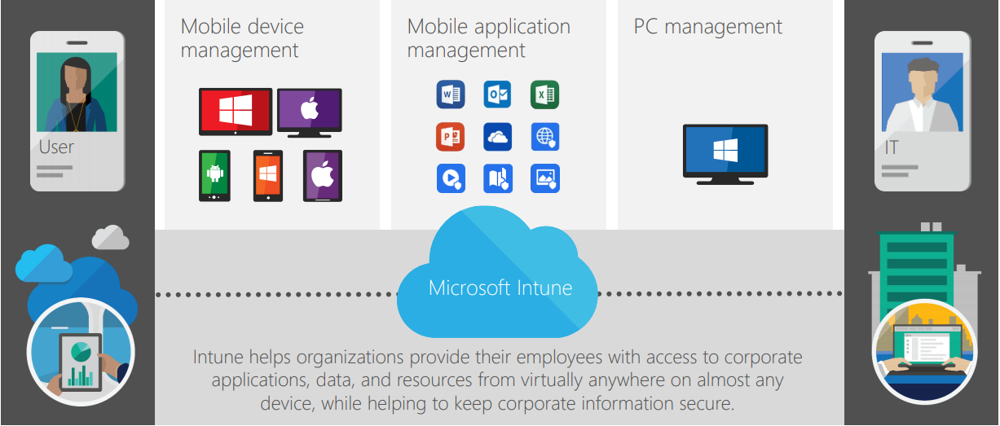 Mobile device
management
Mobile application
management
PC management
User
IT
W
O
X
P
Microsoft Intune
Intune helps organizations provide their employees with access to corporate
applications, data, and resources from virtually anywhere on almost any
device, while helping to keep corporate information secure.